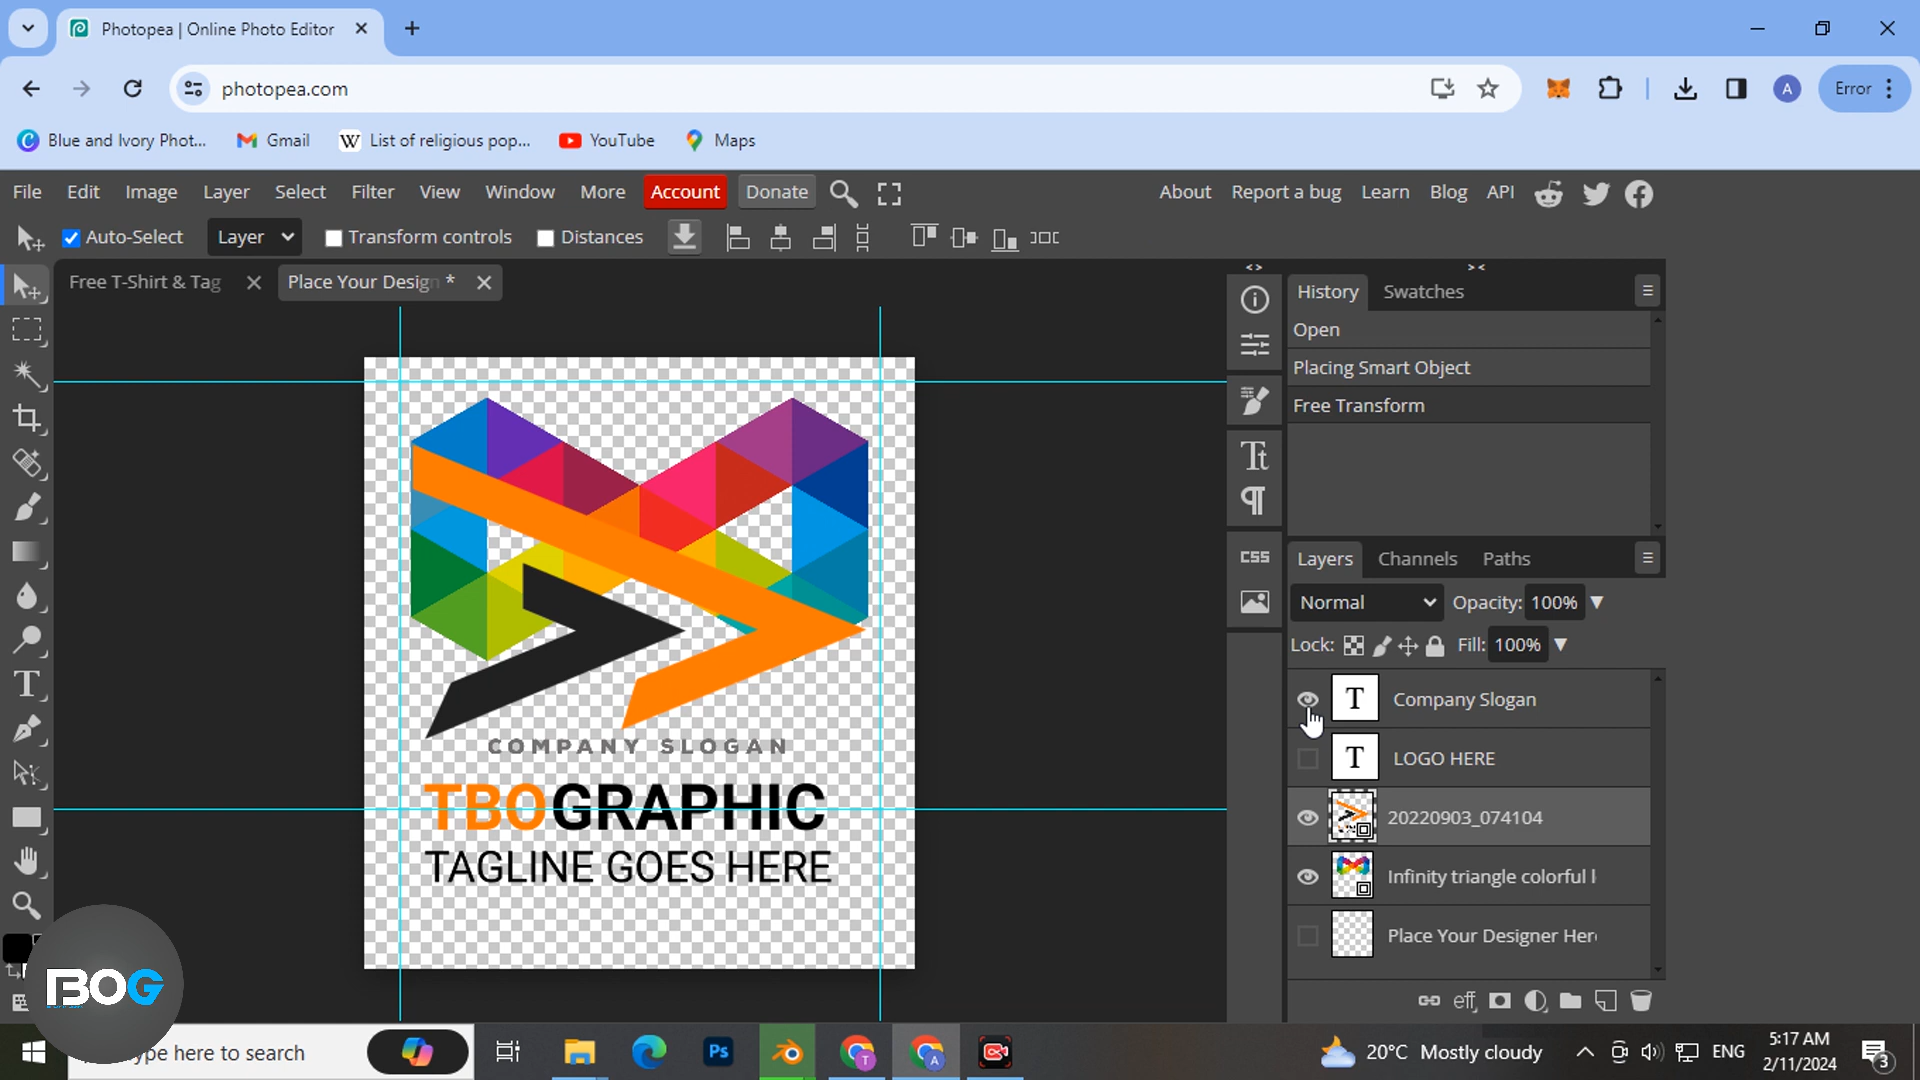 Photopea | Online Photo Editor
photopea.com
Error
Blue and Ivory Phot...
Gmail
List of religious pop...
YouTube
Maps
File Edit Image Layer Select Filter View Window More Account Donate
About Report a bug Learn Blog API
Auto-Select Layer Transform controls Distances
Free T-Shirt & Tag
Place Your Design *
History Swatches
Open
Placing Smart Object
Free Transform
CSS
Layers Channels Paths
Normal Opacity: 100%
Lock: Fill: 100%
Company Slogan
LOGO HERE
20220903_074104
Infinity triangle colorful l
Place Your Designer Her
eff
COMPANY SLOGAN
TBOGRAPHIC
TAGLINE GOES HERE
BOG
ype here to search
Ps
T
A
20°C Mostly cloudy
ENG
5:17 AM
2/11/2024
3